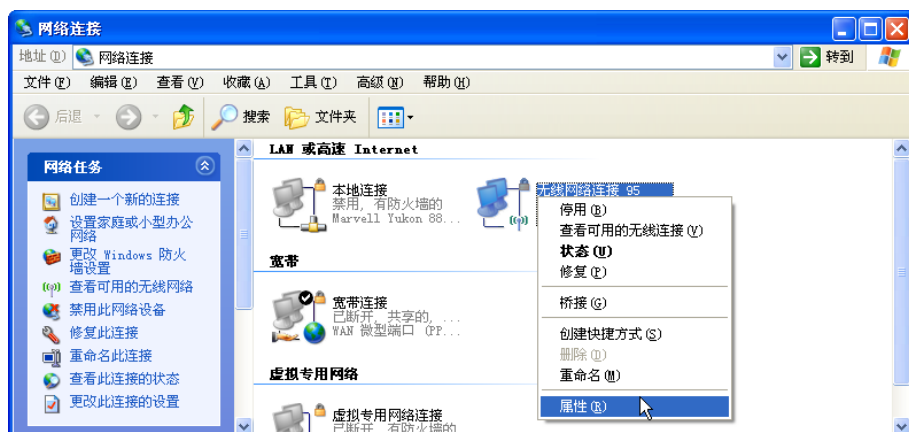 网络连接
地址(D) 网络连接 转到
文件(F) 编辑(E) 查看(V) 收藏(A) 工具(T) 高级(N) 帮助(H)
后退 搜索 文件夹
网络任务
创建一个新的连接
设置家庭或小型办公
网络
更改 Windows 防火
墙设置
查看可用的无线网络
禁用此网络设备
修复此连接
重命名此连接
查看此连接的状态
更改此连接的设置
LAN 或高速 Internet
本地连接
禁用, 有防火墙的
Marvell Yukon 88...
无线网络连接 95
宽带
宽带连接
已断开, 共享的, ...
WAN 微型端口 (PP...
虚拟专用网络
虚拟专用网络连接
已断开, 有防火墙的
停用(B)
查看可用的无线连接(V)
状态(U)
修复(P)
桥接(G)
创建快捷方式(S)
删除(D)
重命名(M)
属性(R)